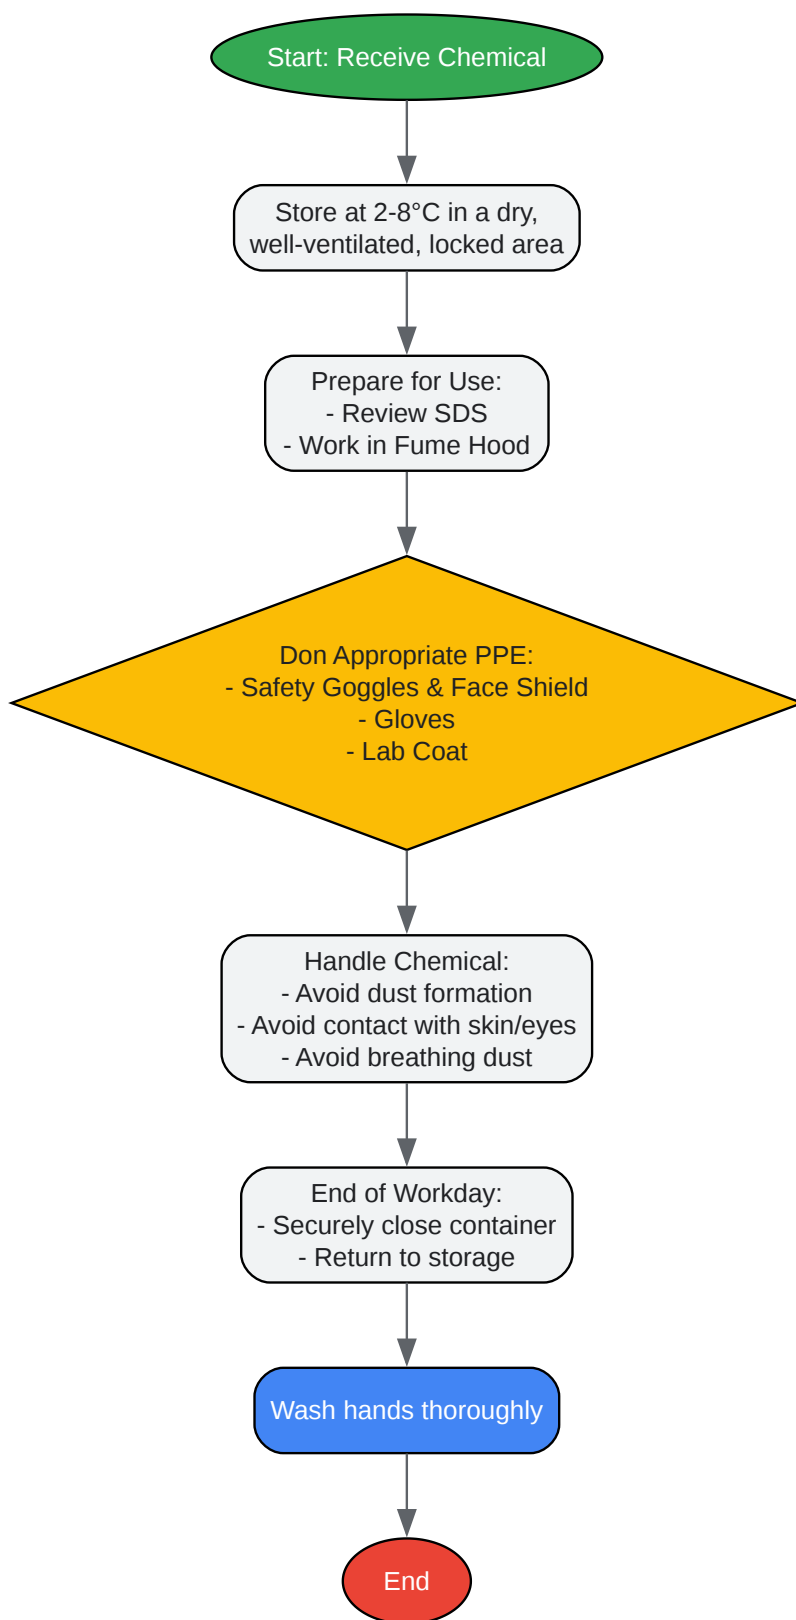 Start: Receive Chemical
Store at 2-8°C in a dry,
well-ventilated, locked area
Prepare for Use:
- Review SDS
- Work in Fume Hood
Don Appropriate PPE:
- Safety Goggles & Face Shield
- Gloves
- Lab Coat
Handle Chemical:
- Avoid dust formation
- Avoid contact with skin/eyes
- Avoid breathing dust
End of Workday:
- Securely close container
- Return to storage
Wash hands thoroughly
End